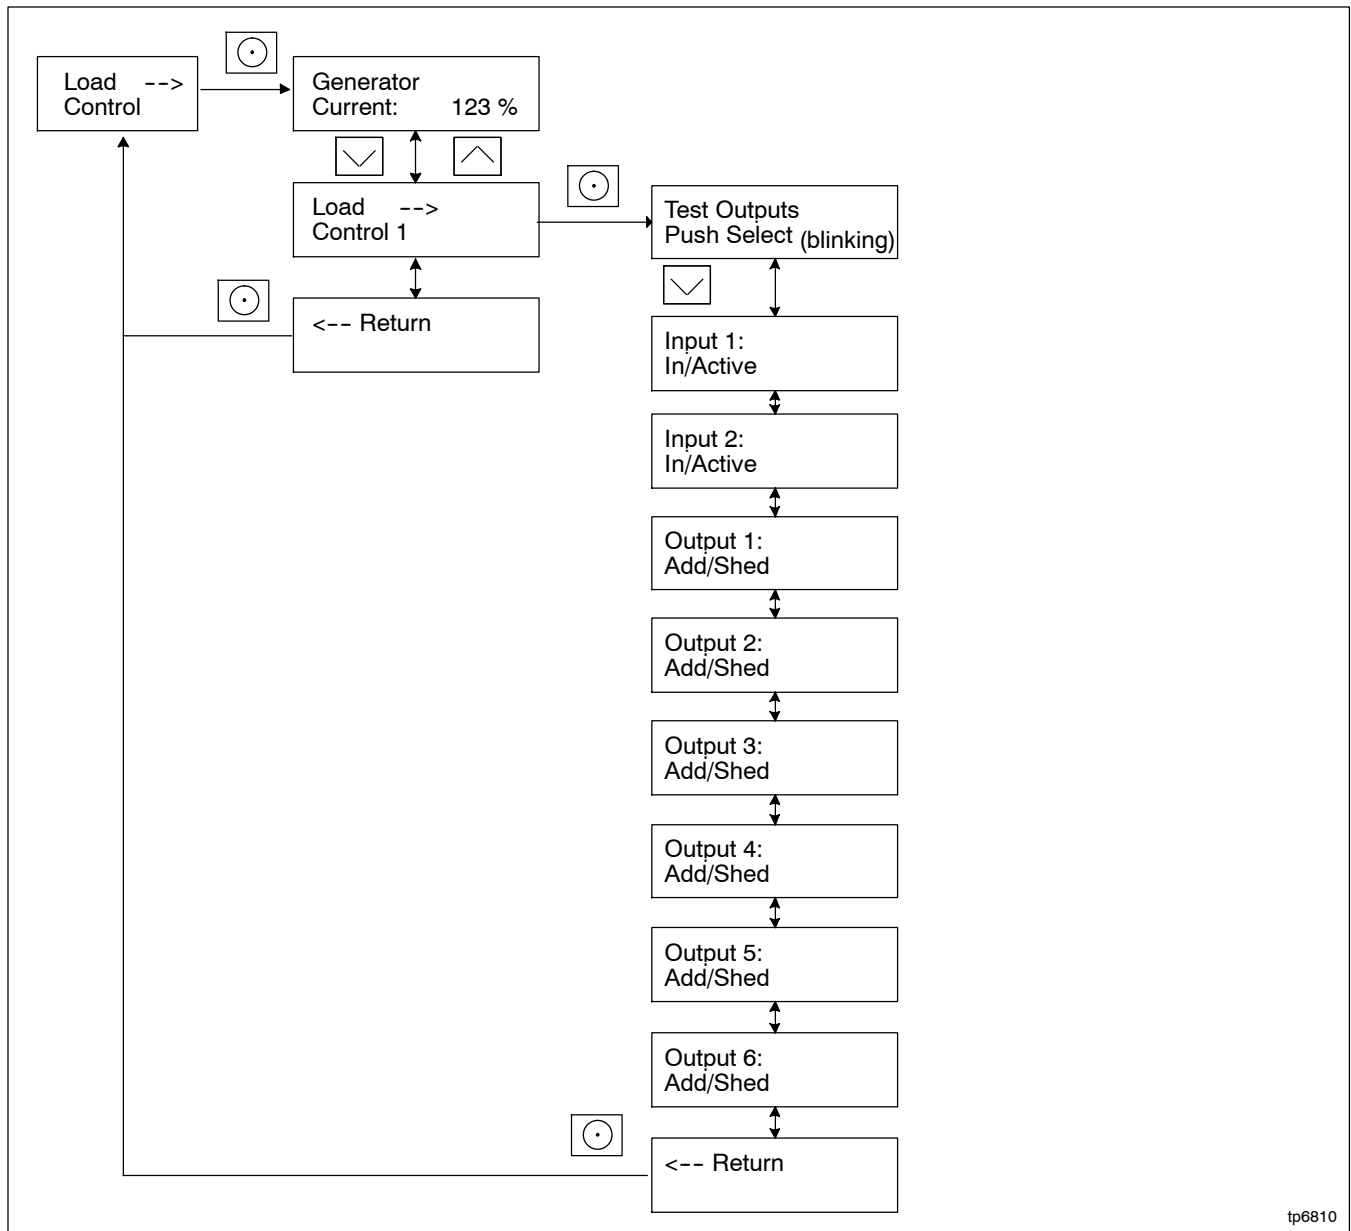 Load -->
Control
Generator
Current: 123 %
Load -->
Control 1
<-- Return
Test Outputs
Push Select (blinking)
Input 1:
In/Active
Input 2:
In/Active
Output 1:
Add/Shed
Output 2:
Add/Shed
Output 3:
Add/Shed
Output 4:
Add/Shed
Output 5:
Add/Shed
Output 6:
Add/Shed
<-- Return
tp6810